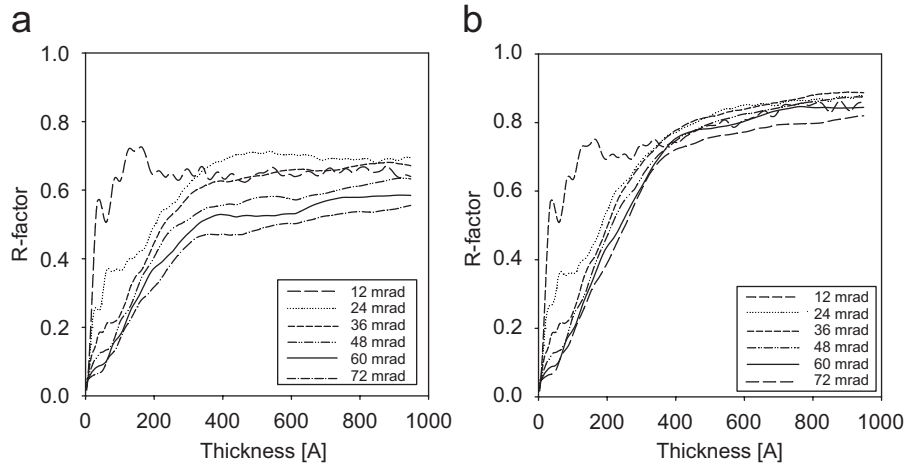 a
1.0
0.8
0.6
0.4
0.2
0.0
R-factor
0 200 400 600 800 1000
Thickness [A]
12 mrad
24 mrad
36 mrad
48 mrad
60 mrad
72 mrad
b
1.0
0.8
0.6
0.4
0.2
0.0
R-factor
0 200 400 600 800 1000
Thickness [A]
12 mrad
24 mrad
36 mrad
48 mrad
60 mrad
72 mrad